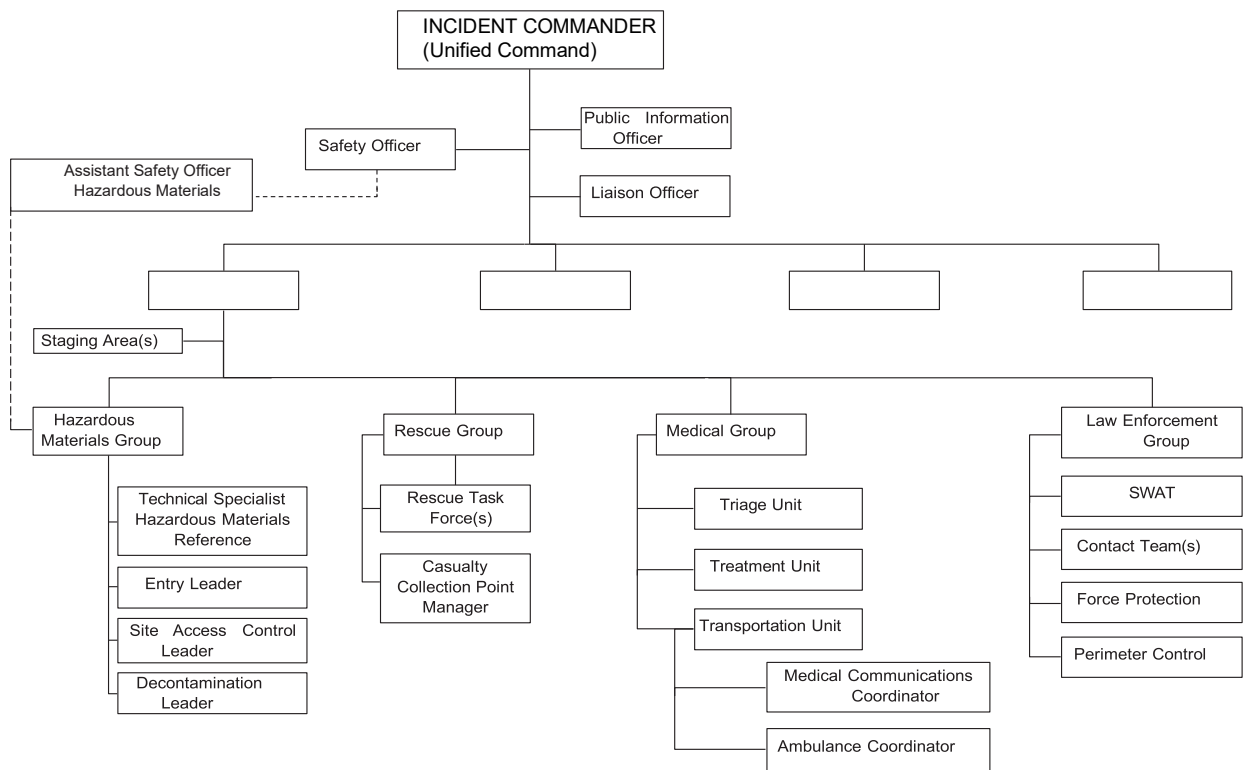 INCIDENT COMMANDER
(Unified Command)
Public Information
Officer
Safety Officer
Assistant Safety Officer
Hazardous Materials
Liaison Officer
Staging Area(s)
Hazardous
Materials Group
Rescue Group
Medical Group
Law Enforcement
Group
Technical Specialist
Hazardous Materials
Reference
Entry Leader
Site Access Control
Leader
Decontamination
Leader
Rescue Task
Force(s)
Casualty
Collection Point
Manager
Triage Unit
Treatment Unit
Transportation Unit
Medical Communications
Coordinator
Ambulance Coordinator
SWAT
Contact Team(s)
Force Protection
Perimeter Control